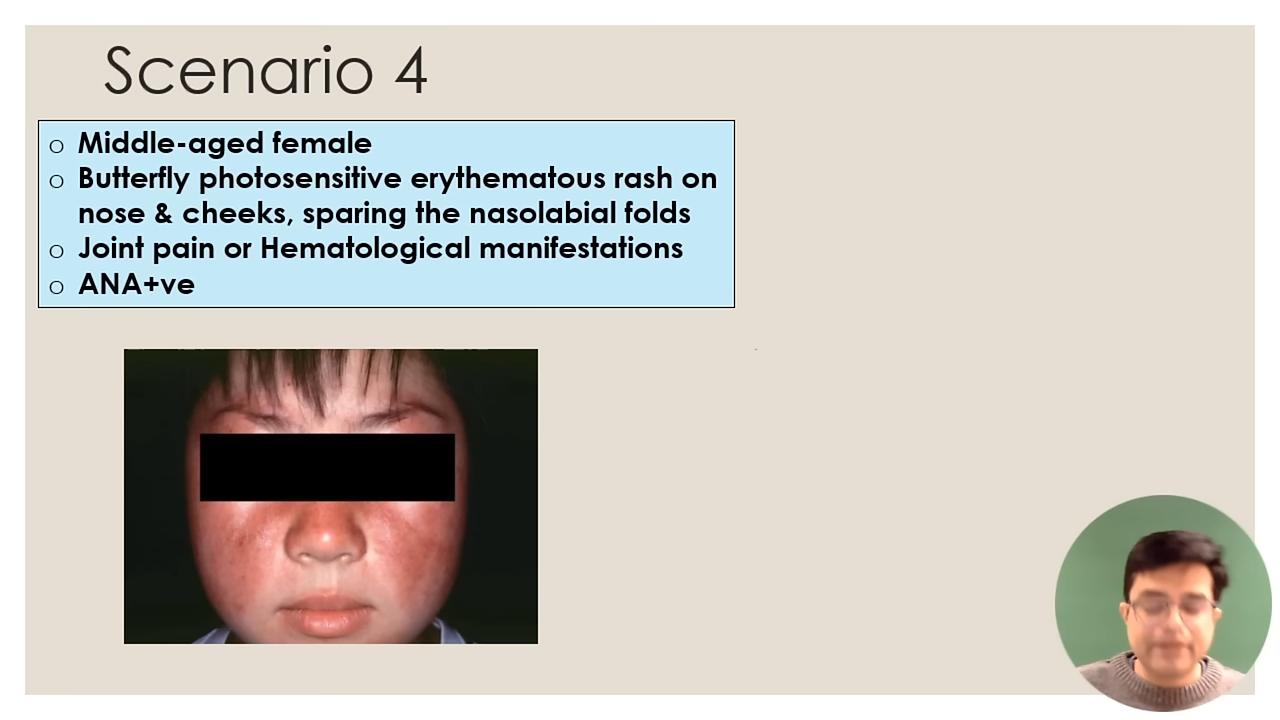 Scenario 4
o Middle-aged female
o Butterfly photosensitive erythematous rash on
nose & cheeks, sparing the nasolabial folds
o Joint pain or Hematological manifestations
o ANA+ve